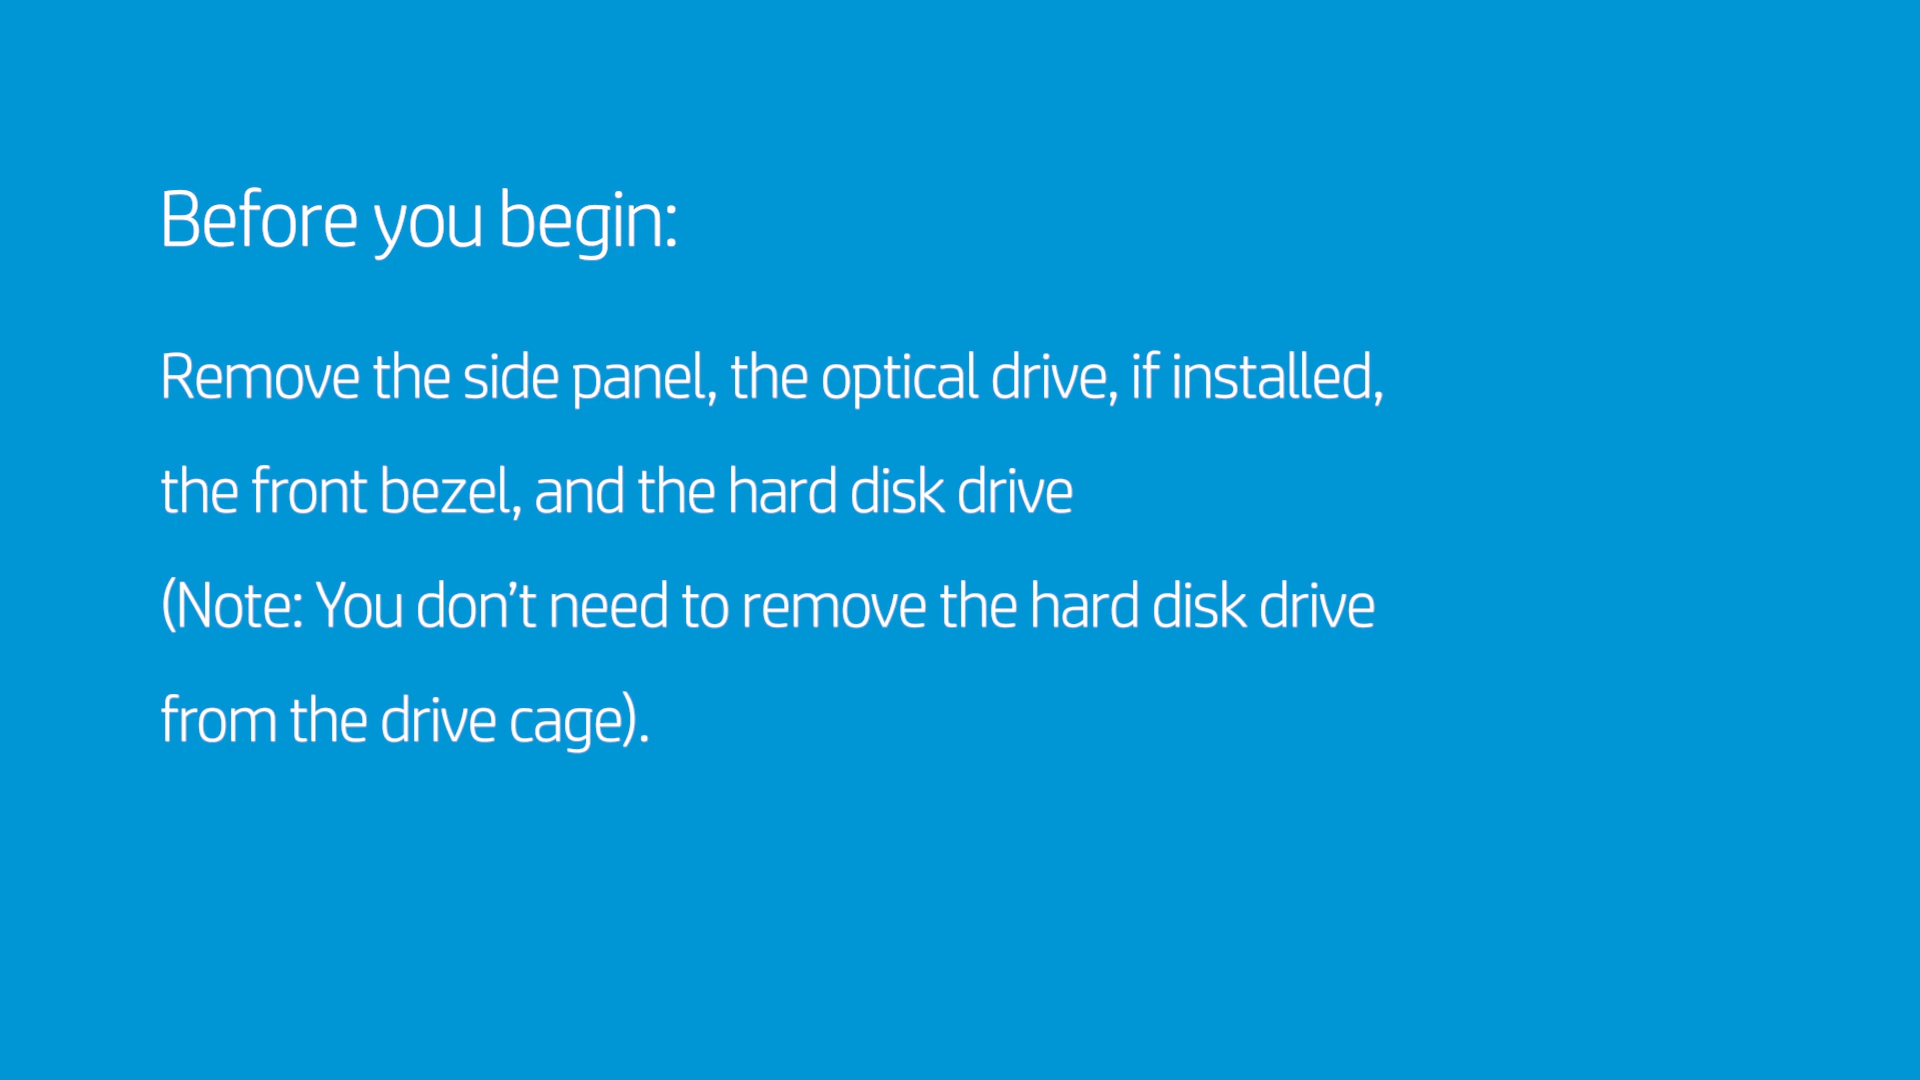 Before you begin:
Remove the side panel, the optical drive, if installed,
the front bezel, and the hard disk drive
(Note: You don’t need to remove the hard disk drive
from the drive cage).